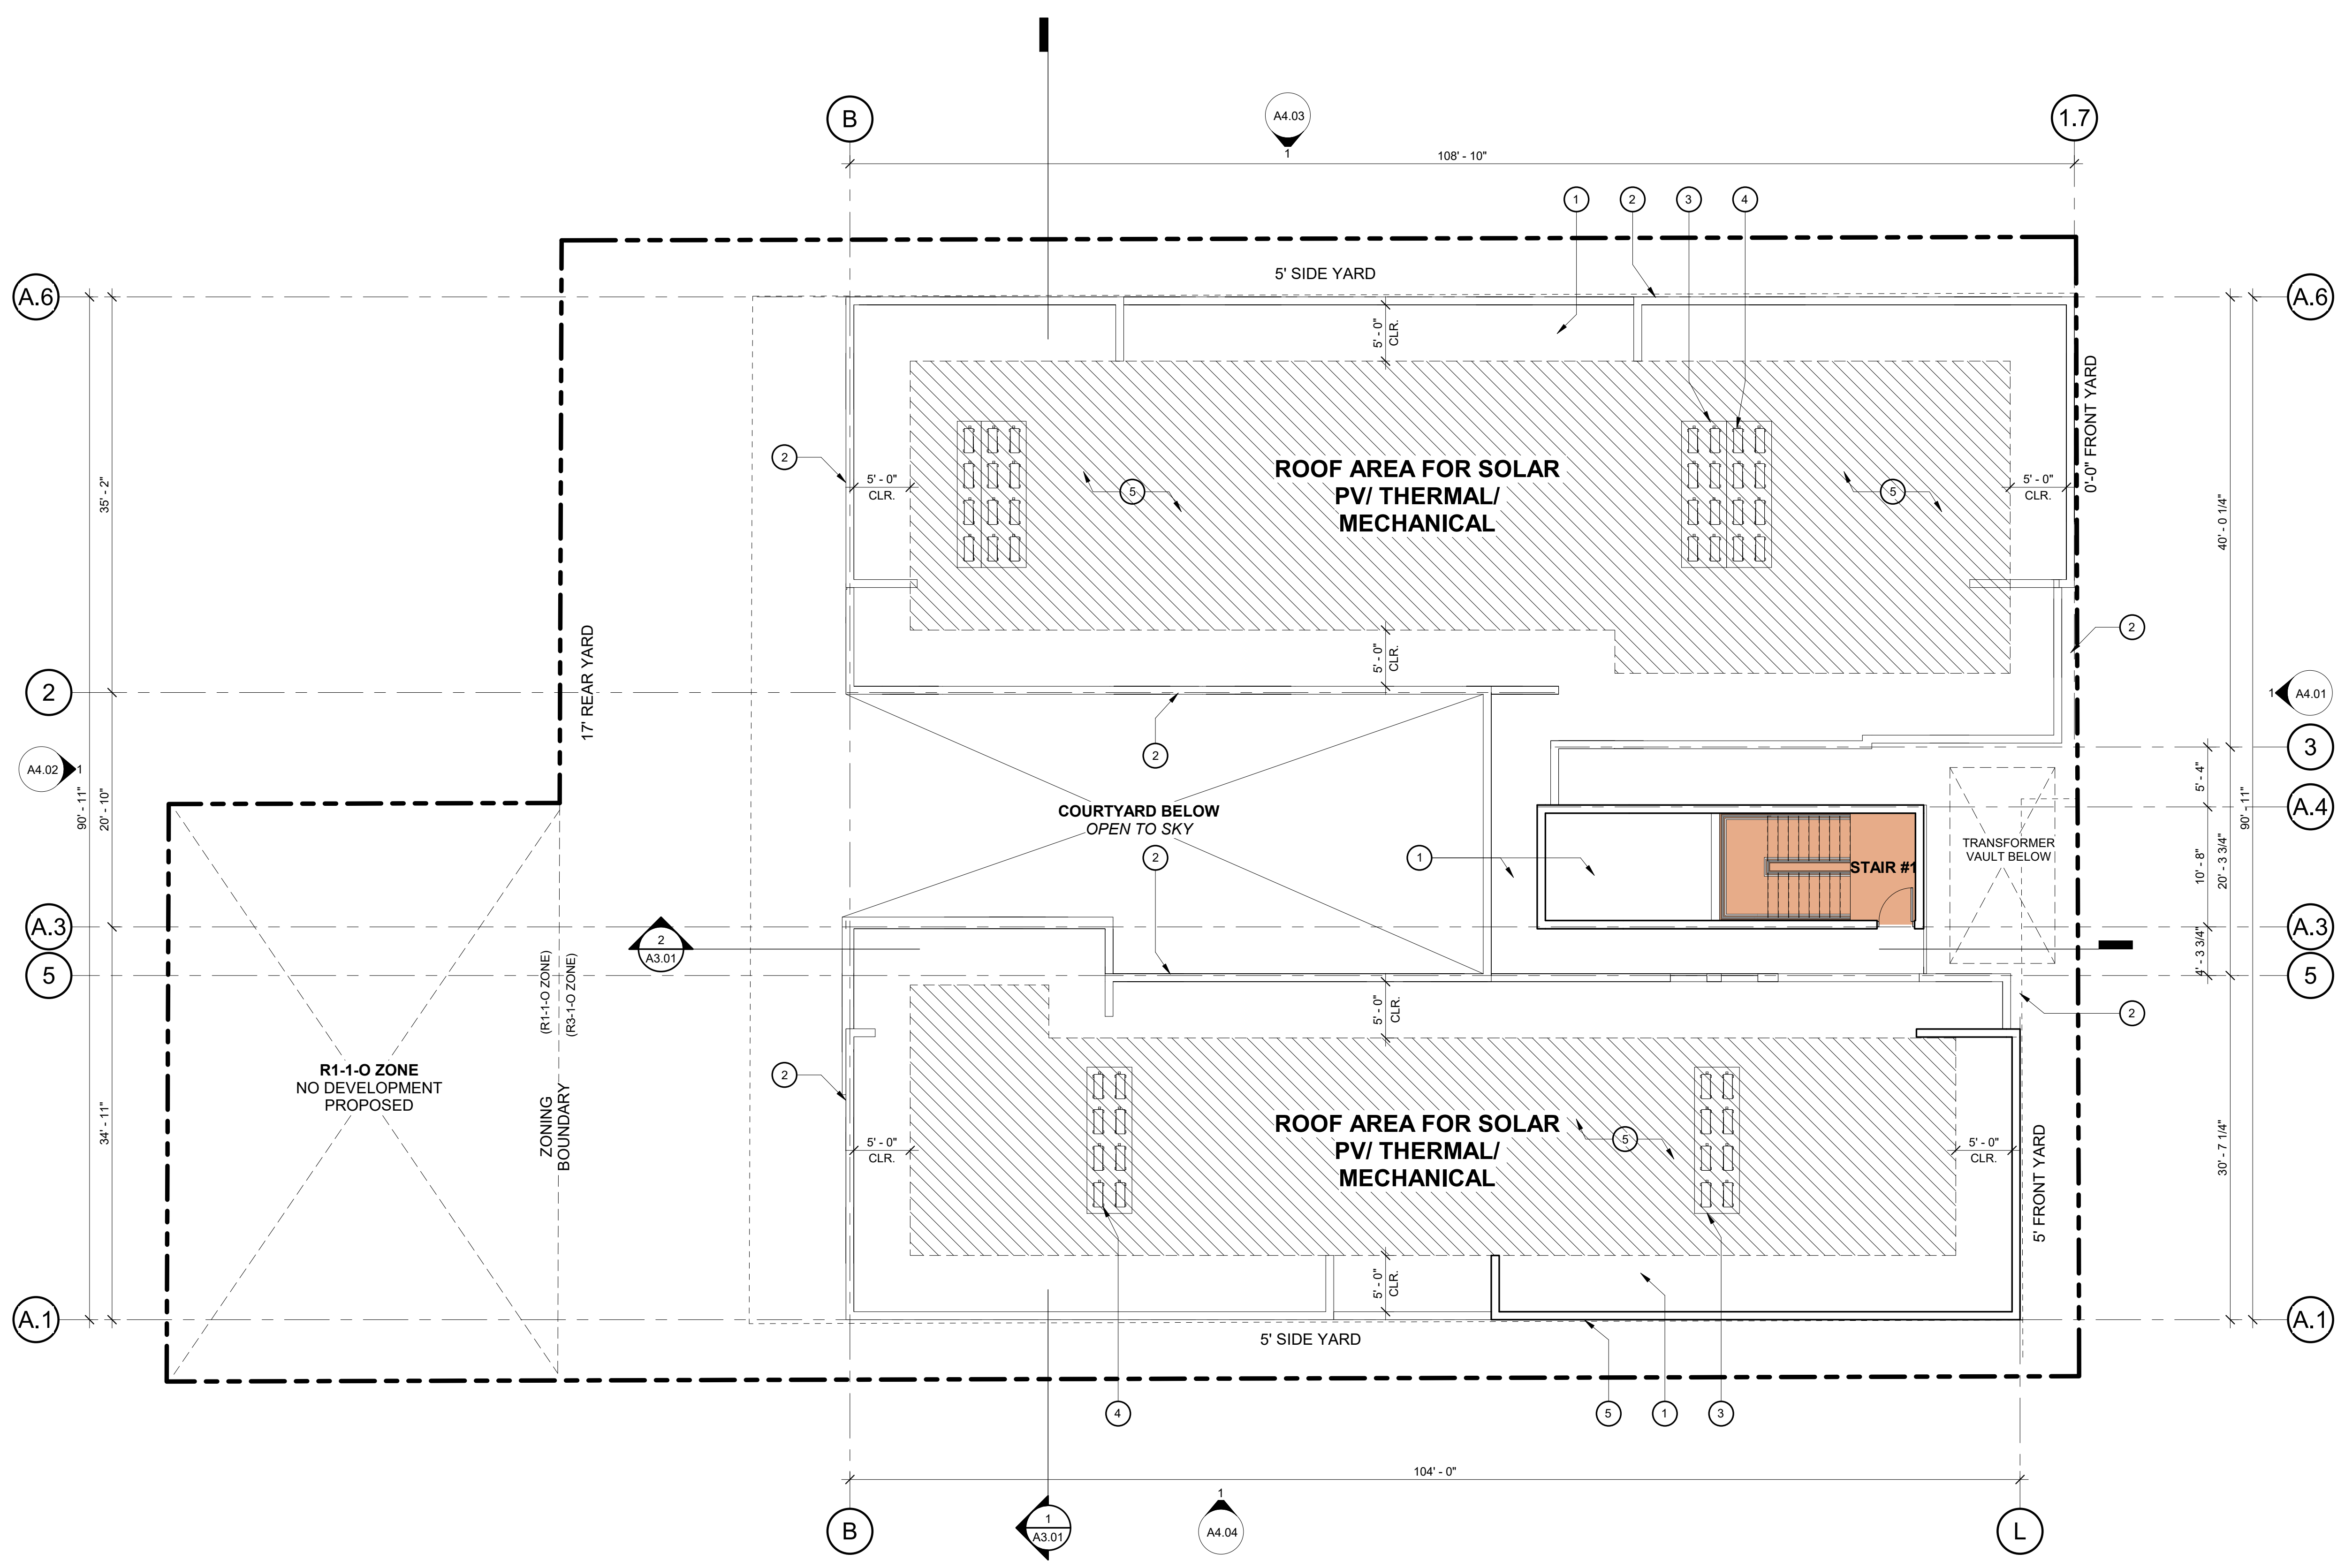 B
A4.03
1
1.7
108' - 10"
1
2
3
4
5' SIDE YARD
A.6
A.6
5' - 0"
CLR.
0'-0" FRONT YARD
2
5' - 0"
CLR.
5
ROOF AREA FOR SOLAR
PV/ THERMAL/
MECHANICAL
5
5' - 0"
CLR.
35' - 2"
40' - 0 1/4"
17' REAR YARD
5' - 0"
CLR.
2
2
2
A4.01
1
3
A4.02
1
2
5' - 4"
90' - 11"
20' - 10"
90' - 11"
A.4
COURTYARD BELOW
OPEN TO SKY
2
1
STAIR #1
TRANSFORMER
VAULT BELOW
10' - 8"
20' - 3 3/4"
A.3
A.3
2
A3.01
4' - 3 3/4"
5
5
(R1-1-O ZONE)
(R3-1-O ZONE)
5' - 0"
CLR.
2
2
R1-1-O ZONE
NO DEVELOPMENT
PROPOSED
ZONING
BOUNDARY
34' - 11"
5' - 0"
CLR.
ROOF AREA FOR SOLAR
PV/ THERMAL/
MECHANICAL
5
5' - 0"
CLR.
5' FRONT YARD
30' - 7 1/4"
5' - 0"
CLR.
A.1
A.1
5' SIDE YARD
4
5
1
3
104' - 0"
B
1
A3.01
1
A4.04
L